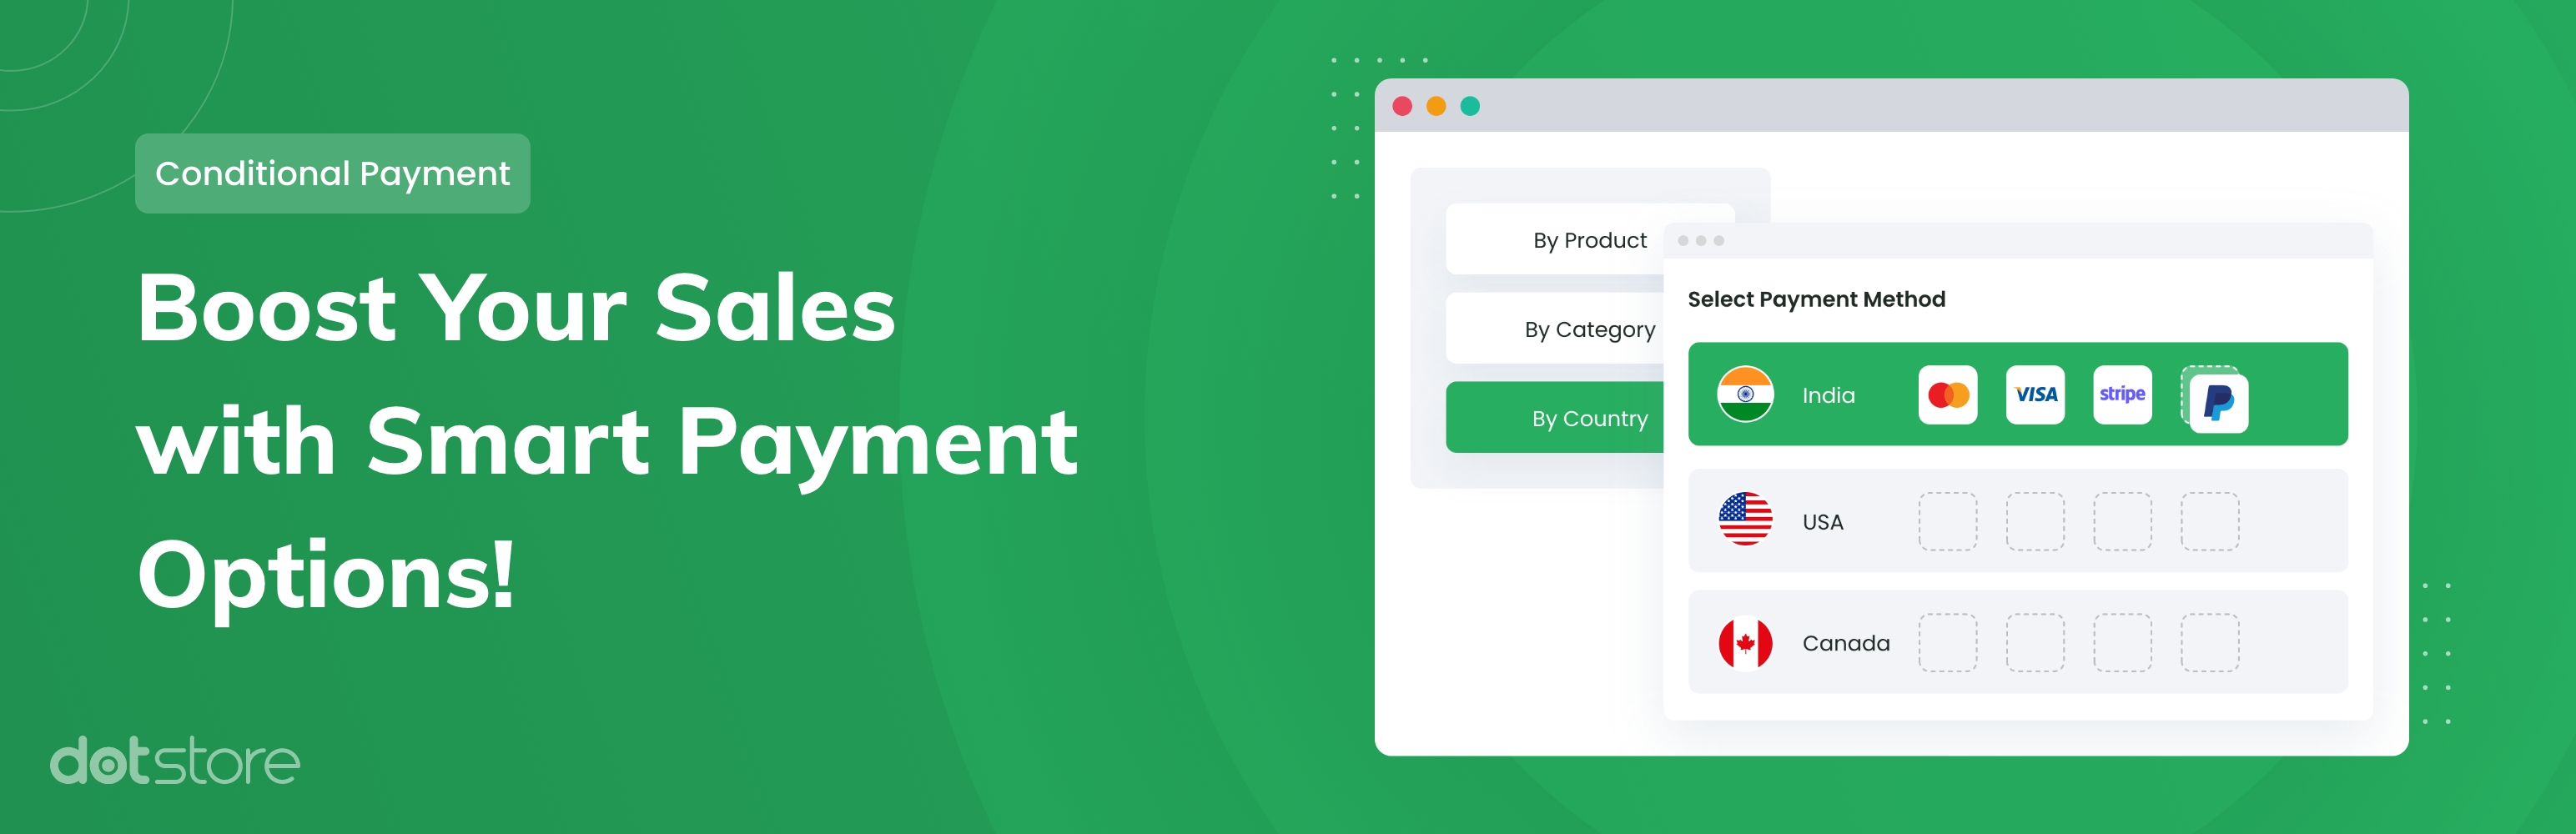 Conditional Payment
Boost Your Sales
with Smart Payment
Options!
dotstore
By Product
By Category
By Country
Select Payment Method
India
VISA
stripe
USA
Canada